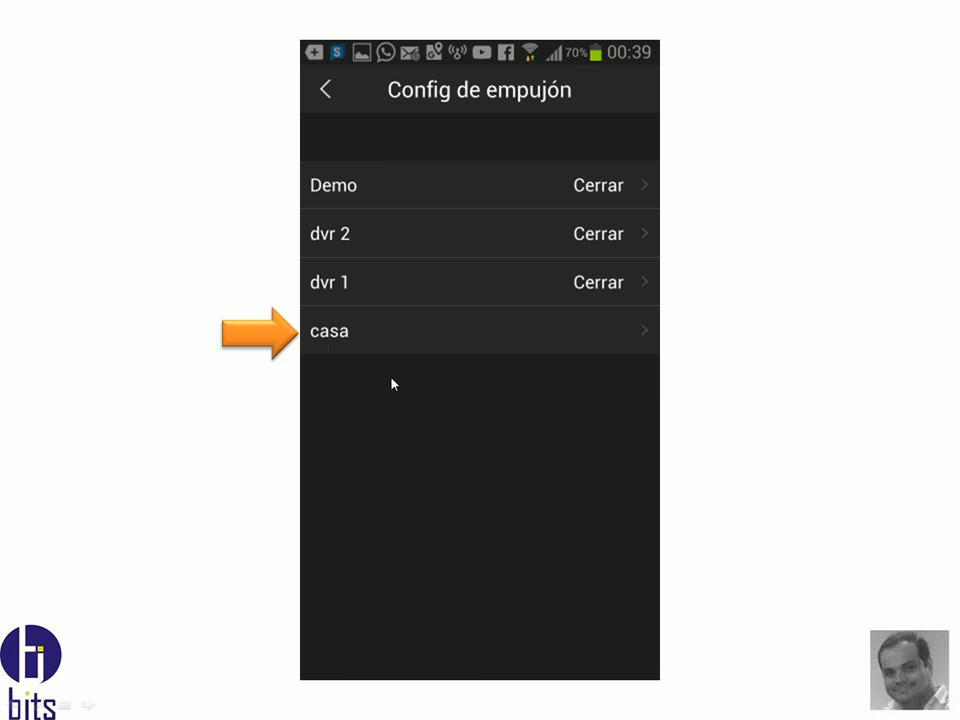 70% 00:39
Config de empujón
Demo Cerrar
dvr 2 Cerrar
dvr 1 Cerrar
casa
bits